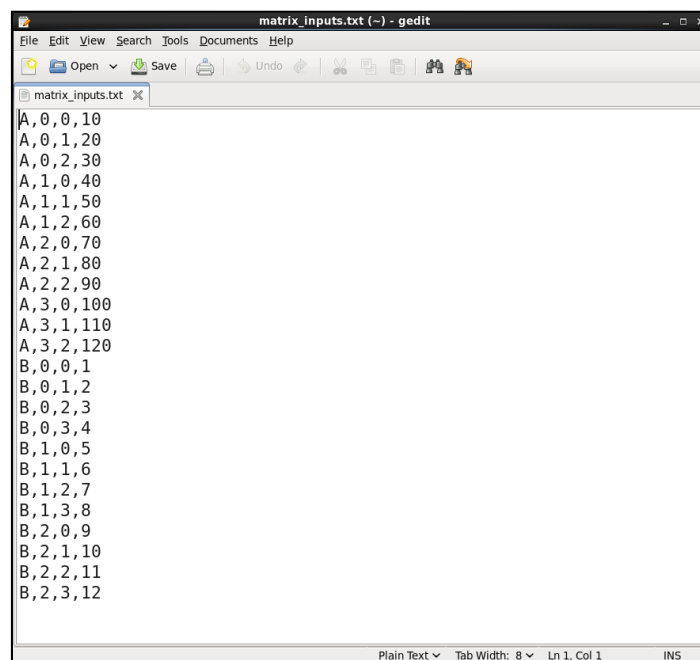 matrix_inputs.txt (~) - gedit
File Edit View Search Tools Documents Help
Open Save Undo
matrix_inputs.txt
A,0,0,10
A,0,1,20
A,0,2,30
A,1,0,40
A,1,1,50
A,1,2,60
A,2,0,70
A,2,1,80
A,2,2,90
A,3,0,100
A,3,1,110
A,3,2,120
B,0,0,1
B,0,1,2
B,0,2,3
B,0,3,4
B,1,0,5
B,1,1,6
B,1,2,7
B,1,3,8
B,2,0,9
B,2,1,10
B,2,2,11
B,2,3,12
Plain Text Tab Width: 8 Ln 1, Col 1 INS